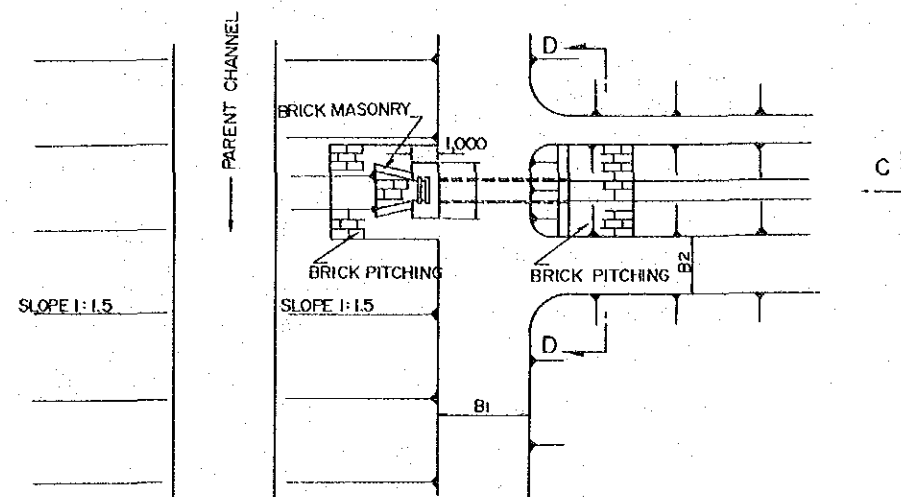 PARENT CHANNEL
D
BRICK MASONRY
1,000
C
BRICK PITCHING
BRICK PITCHING
B2
SLOPE 1:1.5
SLOPE 1:1.5
D
B1